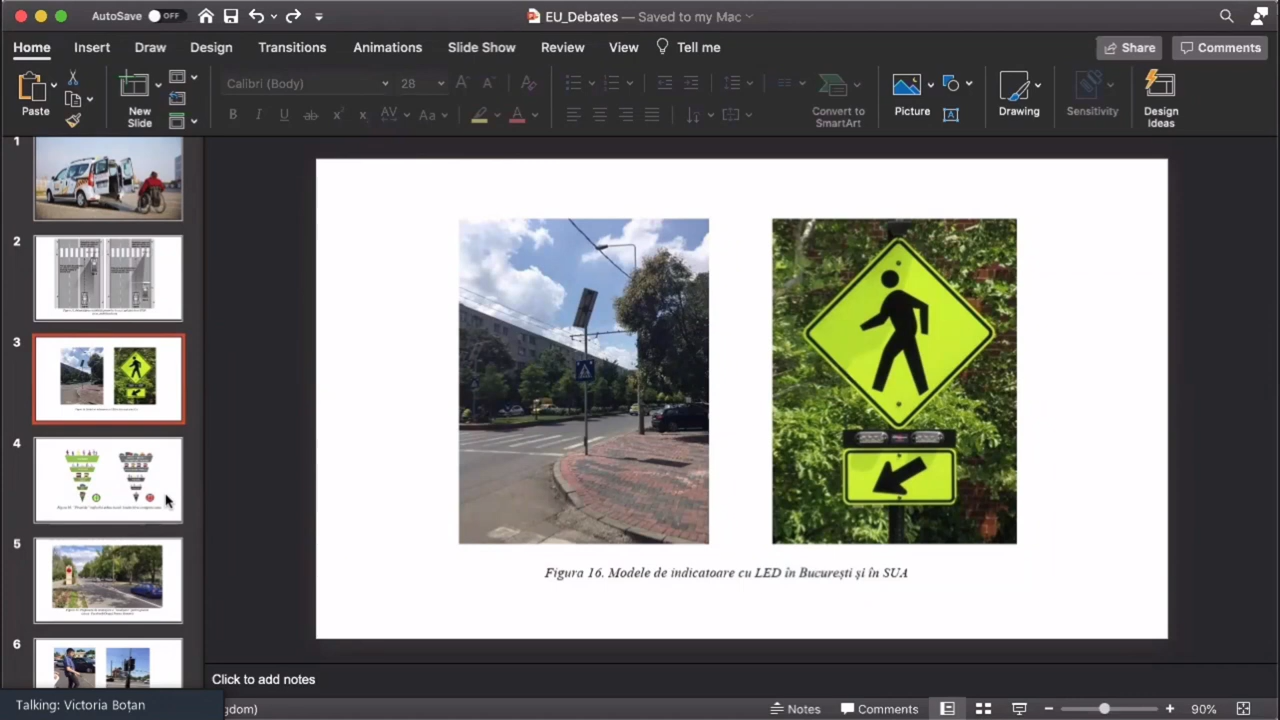 AutoSave OFF
EU_Debates — Saved to my Mac
Home Insert Draw Design Transitions Animations Slide Show Review View Tell me
Share Comments
Paste
New Slide
Calibri (Body) 28
Convert to SmartArt
Picture
Drawing
Sensitivity
Design Ideas
1
2
3
4
5
6
Figura 16. Modele de indicatoare cu LED în București și în SUA
Click to add notes
Talking: Victoria Boțan
gdom)
Notes Comments 90%